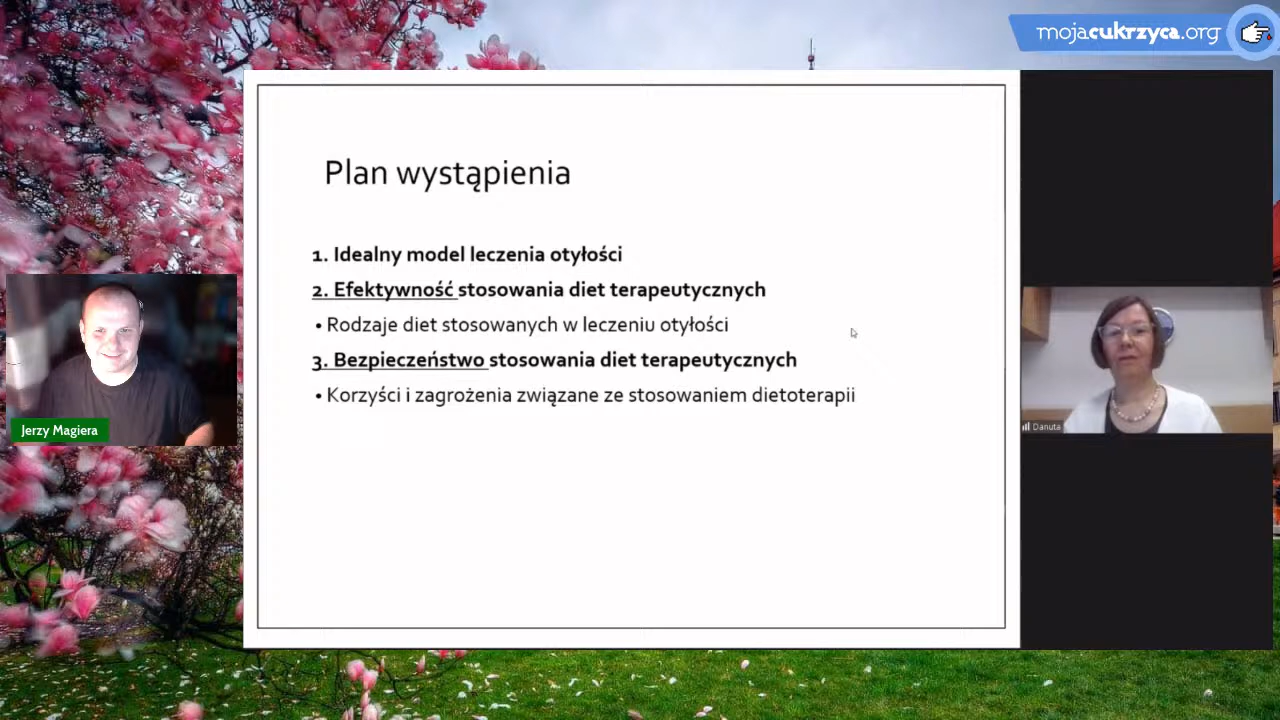 mojacukrzyca.org
Plan wystąpienia
1. Idealny model leczenia otyłości
2. Efektywność stosowania diet terapeutycznych
• Rodzaje diet stosowanych w leczeniu otyłości
3. Bezpieczeństwo stosowania diet terapeutycznych
• Korzyści i zagrożenia związane ze stosowaniem dietoterapii
Jerzy Magiera
Danuta